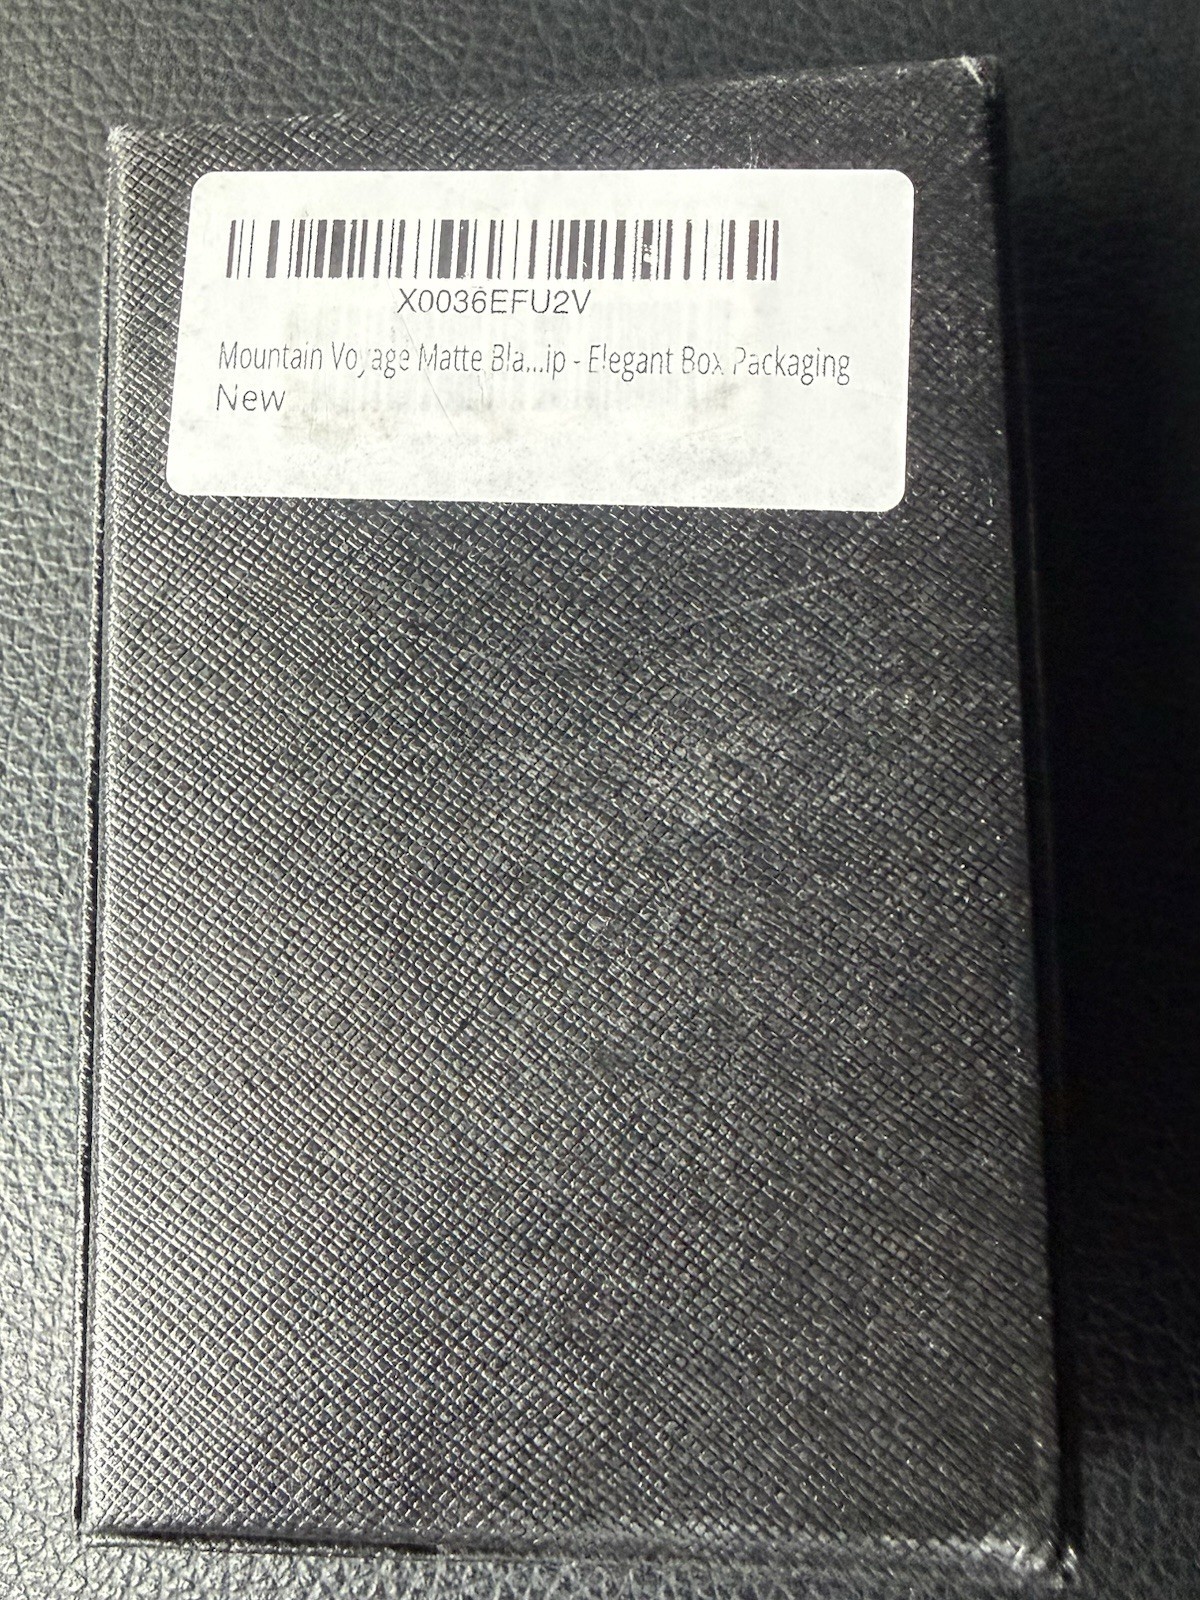 X0036EFU2V
Mountain Voyage Matte Bla...ip - Elegant Box Packaging
New